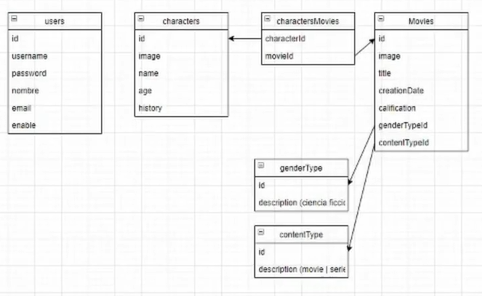 users
id
username
password
nombre
email
enable
characters
id
image
name
age
history
charactersMovies
characterId
movieId
Movies
id
image
title
creationDate
calification
genderTypeId
contentTypeId
genderType
id
description (ciencia ficcic
contentType
id
description (movie | serie